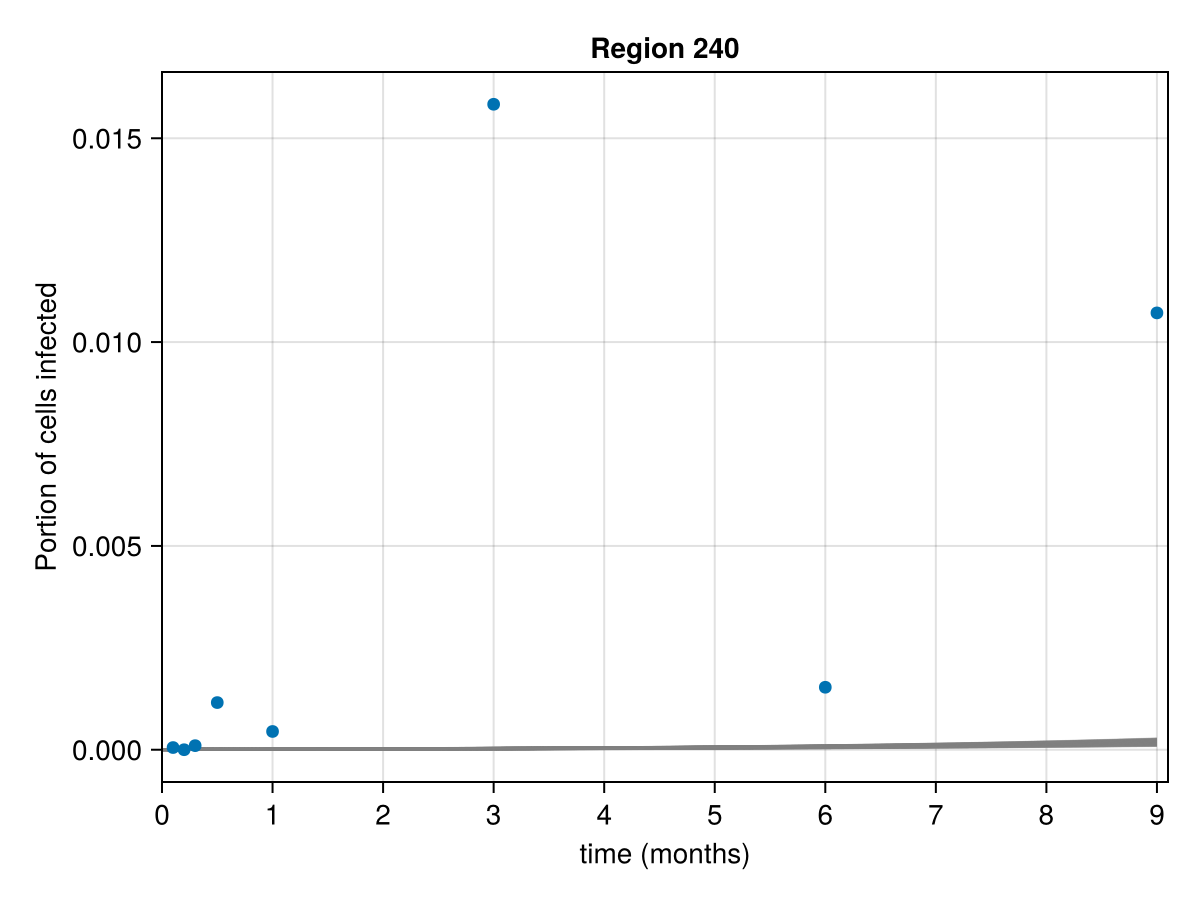 Region 240
Portion of cells infected
0.015
0.010
0.005
0.000
0 1 2 3 4 5 6 7 8 9
time (months)